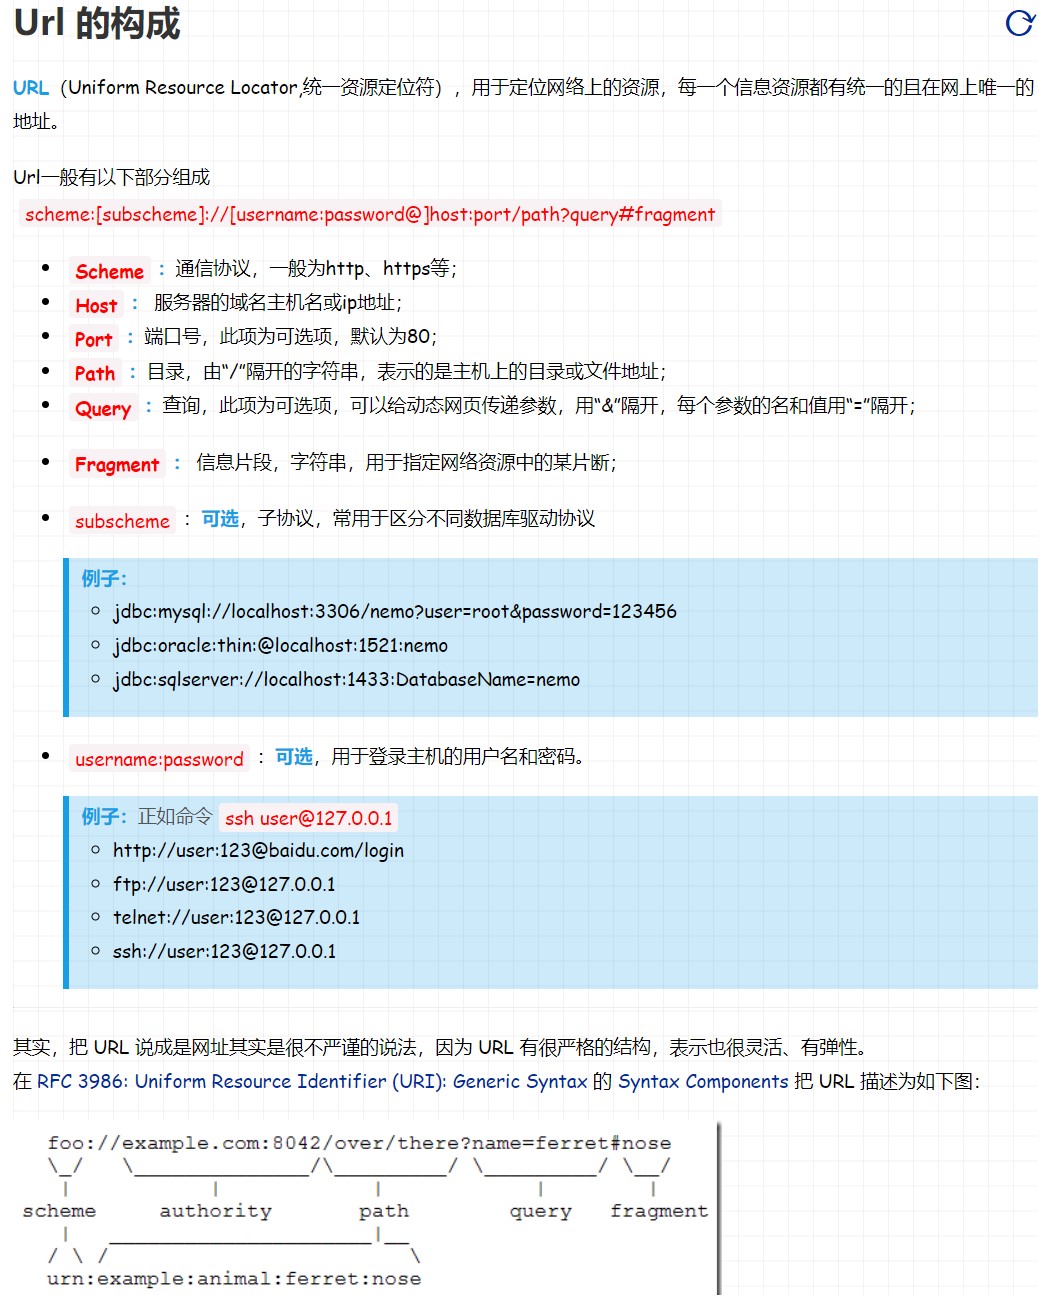 Url 的构成
URL（Uniform Resource Locator,统一资源定位符），用于定位网络上的资源，每一个信息资源都有统一的且在网上唯一的
地址。
Url一般有以下部分组成
scheme:[subscheme]://[username:password@]host:port/path?query#fragment
Scheme ：通信协议，一般为http、https等；
Host ： 服务器的域名主机名或ip地址；
Port ：端口号，此项为可选项，默认为80；
Path ：目录，由“/”隔开的字符串，表示的是主机上的目录或文件地址；
Query ：查询，此项为可选项，可以给动态网页传递参数，用“&”隔开，每个参数的名和值用“=”隔开；
Fragment ： 信息片段，字符串，用于指定网络资源中的某片断；
subscheme ：可选，子协议，常用于区分不同数据库驱动协议
例子：
jdbc:mysql://localhost:3306/nemo?user=root&password=123456
jdbc:oracle:thin:@localhost:1521:nemo
jdbc:sqlserver://localhost:1433:DatabaseName=nemo
username:password ：可选，用于登录主机的用户名和密码。
例子：正如命令 ssh user@127.0.0.1
http://user:123@baidu.com/login
ftp://user:123@127.0.0.1
telnet://user:123@127.0.0.1
ssh://user:123@127.0.0.1
其实，把 URL 说成是网址其实是很不严谨的说法，因为 URL 有很严格的结构，表示也很灵活、有弹性。
在 RFC 3986: Uniform Resource Identifier (URI): Generic Syntax 的 Syntax Components 把 URL 描述为如下图：
foo://example.com:8042/over/there?name=ferret#nose
scheme authority path query fragment
urn:example:animal:ferret:nose